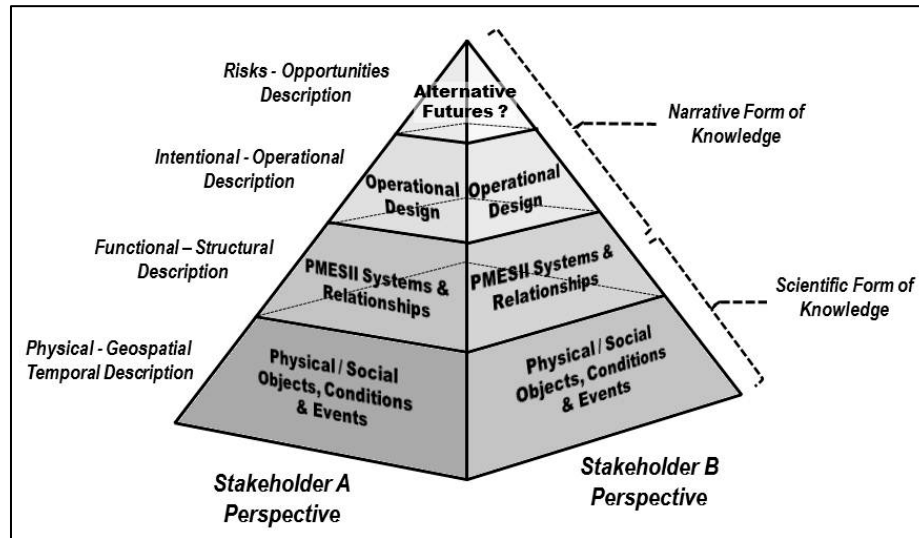 Risks - Opportunities
Description
Alternative
Futures ?
Narrative Form of
Knowledge
Intentional - Operational
Description
Operational
Design
Operational
Design
Functional – Structural
Description
PMESII Systems &
Relationships
PMESII Systems &
Relationships
Scientific Form of
Knowledge
Physical - Geospatial
Temporal Description
Physical / Social
Objects, Conditions
& Events
Physical / Social
Objects, Conditions
& Events
Stakeholder A
Perspective
Stakeholder B
Perspective